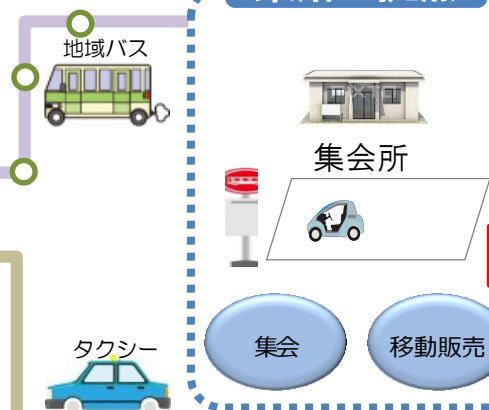 地域バス
集会所
集会
移動販売
タクシー